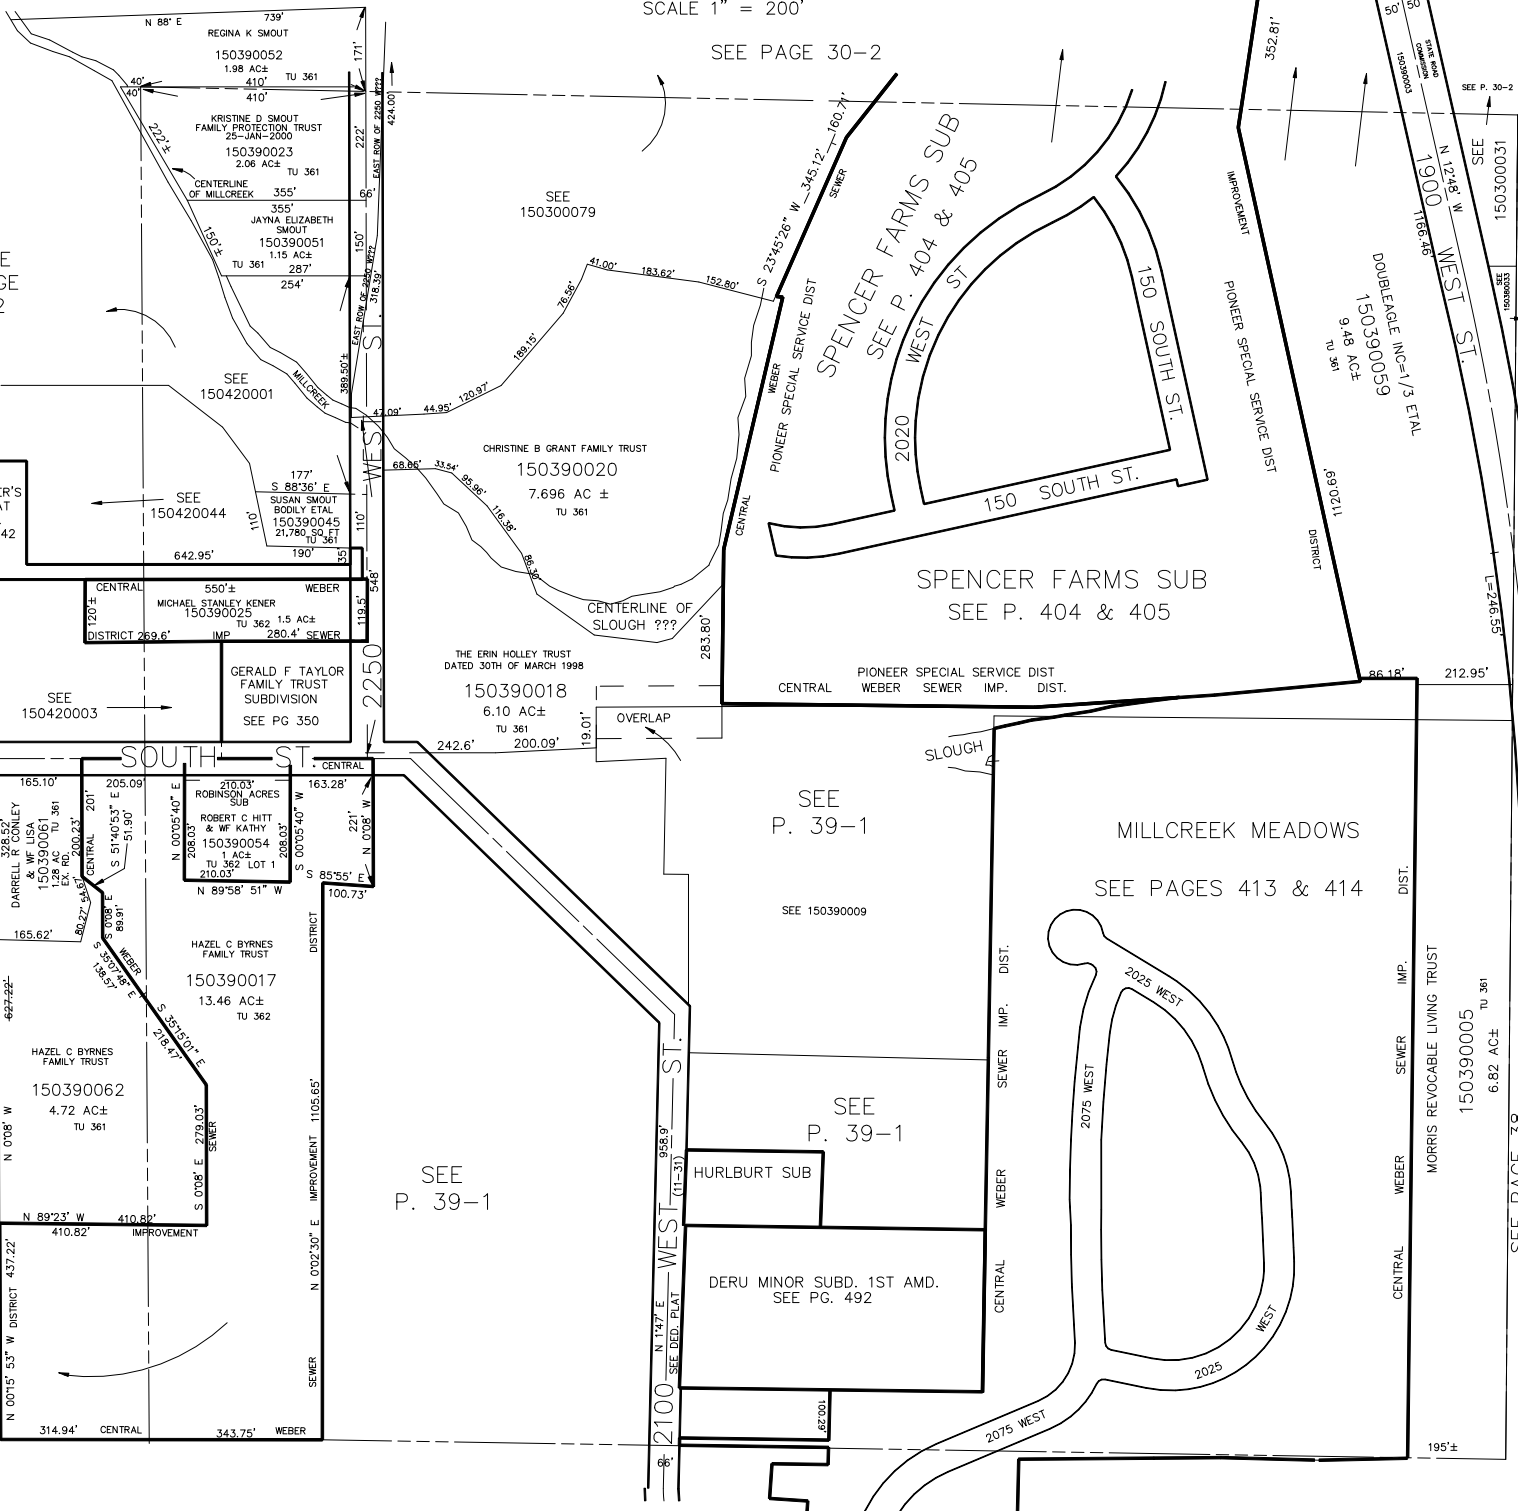 SCALE 1" = 200'
SEE PAGE 30-2
N 88° E
739'
REGINA K SMOUT
150390052
1.98 AC±
TU 361
171'
40'
410'
40'
410'
KRISTINE D SMOUT
FAMILY PROTECTION TRUST
25-JAN-2000
150390023
2.06 AC±
TU 361
222'±
222'
CENTERLINE
OF MILLCREEK
355'
66'
355'
JAYNA ELIZABETH
SMOUT
150390051
1.15 AC±
TU 361
287'
150'±
150'
254'
EAST ROW OF 2250 W???
424.00'
EAST ROW OF 2250 W???
318.39'
389.50'±
MILLCREEK
SEE
150420001
SEE
150420044
177'
S 88°36' E
SUSAN SMOUT
BODILY ETAL
150390045
21,780 SQ FT
TU 361
110'
110'
190'
35'
642.95'
CENTRAL
550'±
WEBER
MICHAEL STANLEY KENER
150390025
TU 362
1.5 AC±
120'±
119.5'
548'
DISTRICT
269.6'
IMP
280.4'
SEWER
SEE
150420003
GERALD F TAYLOR
FAMILY TRUST
SUBDIVISION
SEE PG 350
2250
WEST
ST.
SOUTH
ST.
CENTRAL
SEE
150300079
41.00'
183.62'
152.80'
76.56'
189.15'
120.97'
44.95'
47.09'
68.65'
33.54'
95.96'
116.38'
86.30'
CHRISTINE B GRANT FAMILY TRUST
150390020
7.696 AC ±
TU 361
CENTERLINE OF
SLOUGH ???
THE ERIN HOLLEY TRUST
DATED 30TH OF MARCH 1998
150390018
6.10 AC±
TU 361
242.6'
200.09'
19.01'
OVERLAP
283.80'
160.71'
S 23°45'26" W
345.12'
SEWER
WEBER
CENTRAL
PIONEER SPECIAL SERVICE DIST
SPENCER FARMS SUB
SEE P. 404 & 405
2020
WEST
ST
150 SOUTH ST.
150 SOUTH ST.
SPENCER FARMS SUB
SEE P. 404 & 405
PIONEER SPECIAL SERVICE DIST
CENTRAL WEBER SEWER IMP. DIST.
352.81'
IMPROVEMENT
PIONEER SPECIAL SERVICE DIST
DISTRICT
1120.69'
DOUBLEAGLE INC=1/3 ETAL
150390059
9.48 AC±
TU 361
50'
50
STATE ROAD
COMMISSION
150390003
N 12°48' W
1166.46'
1900
WEST
ST.
SEE P. 30-2
SEE
150300031
SEE
150380033
L=246.55'
86.18'
212.95'
165.10'
205.09'
210.03'
163.28'
328.52'
DARRELL R CONLEY
& WF LISA
150390061
1.28 AC
EX. RD.
TU 361
200.23'
CENTRAL
201'
S 51°40'53" E
51.90'
54.67'
80.27'
165.62'
S 0°08' E
89.91'
N 00°05'40" E
208.03'
ROBINSON ACRES
SUB
ROBERT C HITT
& WF KATHY
150390054
1 AC±
TU 362 LOT 1
210.03'
208.03'
S 00°05'40" W
N 89°58' 51" W
221'
N 0°08' W
S 85°55' E
100.73'
HAZEL C BYRNES
FAMILY TRUST
150390017
13.46 AC±
TU 362
WEBER
S 35°07'48" E
138.57'
S 35°15'01" E
218.47'
627.22'
HAZEL C BYRNES
FAMILY TRUST
150390062
4.72 AC±
TU 361
N 0°08' W
S 0°08' E
279.03'
SEWER
N 89°23' W
410.82'
410.82'
IMPROVEMENT
N 00°15' 53" W
DISTRICT
437.22'
314.94'
CENTRAL
343.75'
WEBER
DISTRICT
IMPROVEMENT
SEWER
1105.65'
N 0°02'30" E
SEE
P. 39-1
SEE
P. 39-1
SEE 150390009
SEE
P. 39-1
SLOUGH
HURLBURT SUB
DERU MINOR SUBD. 1ST AMD.
SEE PG. 492
2100
WEST
ST.
958.9'
(11-31)
N 1°47' E
SEE DED. PLAT
66'
100.29'
MILLCREEK MEADOWS
SEE PAGES 413 & 414
2025 WEST
2075 WEST
WEST
2025
2075 WEST
CENTRAL
WEBER
SEWER
IMP.
DIST.
CENTRAL
WEBER
SEWER
IMP.
DIST.
MORRIS REVOCABLE LIVING TRUST
150390005
6.82 AC±
TU 361
195'±